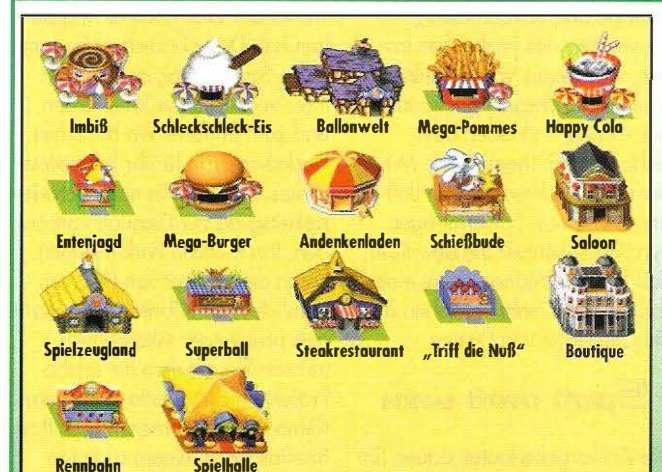 Imbiß Schleckschleck-Eis Ballonwelt Mega-Pommes Happy Cola
Entenjagd Mega-Burger Andenkenladen Schießbude Saloon
Spielzeugland Superball Steakrestaurant „Triff die Nuß“ Boutique
Rennbahn Spielhalle